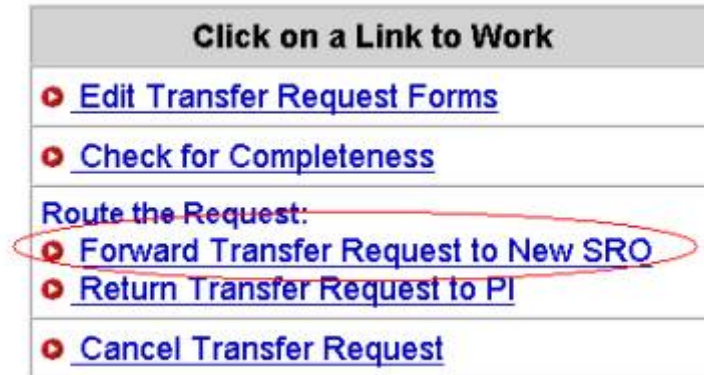 Click on a Link to Work
Edit Transfer Request Forms
Check for Completeness
Route the Request:
Forward Transfer Request to New SRO
Return Transfer Request to PI
Cancel Transfer Request